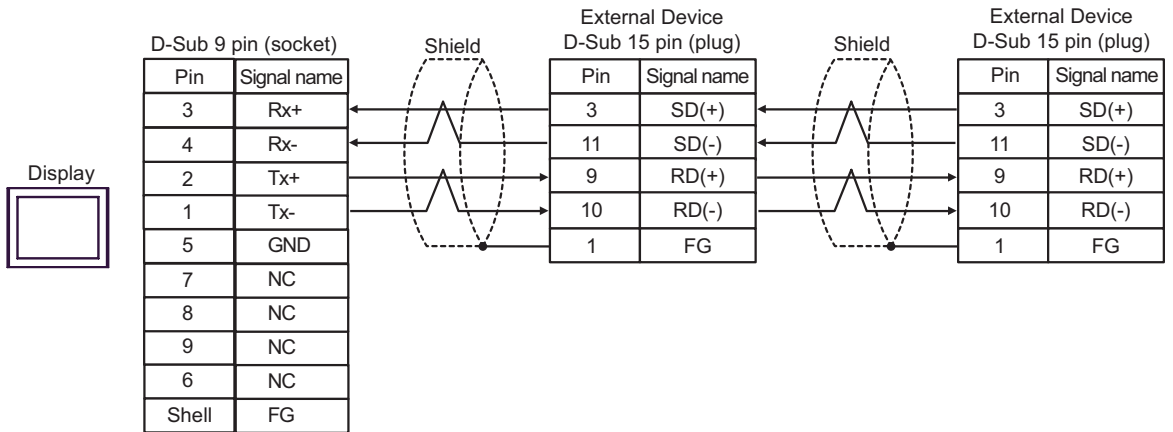 External Device
External Device
D-Sub 9 pin (socket)
Shield
D-Sub 15 pin (plug)
Shield
D-Sub 15 pin (plug)
Pin Signal name
Pin Signal name
Pin Signal name
3 Rx+
3 SD(+)
3 SD(+)
4 Rx-
11 SD(-)
11 SD(-)
Display
2 Tx+
9 RD(+)
9 RD(+)
1 Tx-
10 RD(-)
10 RD(-)
5 GND
1 FG
1 FG
7 NC
8 NC
9 NC
6 NC
Shell FG